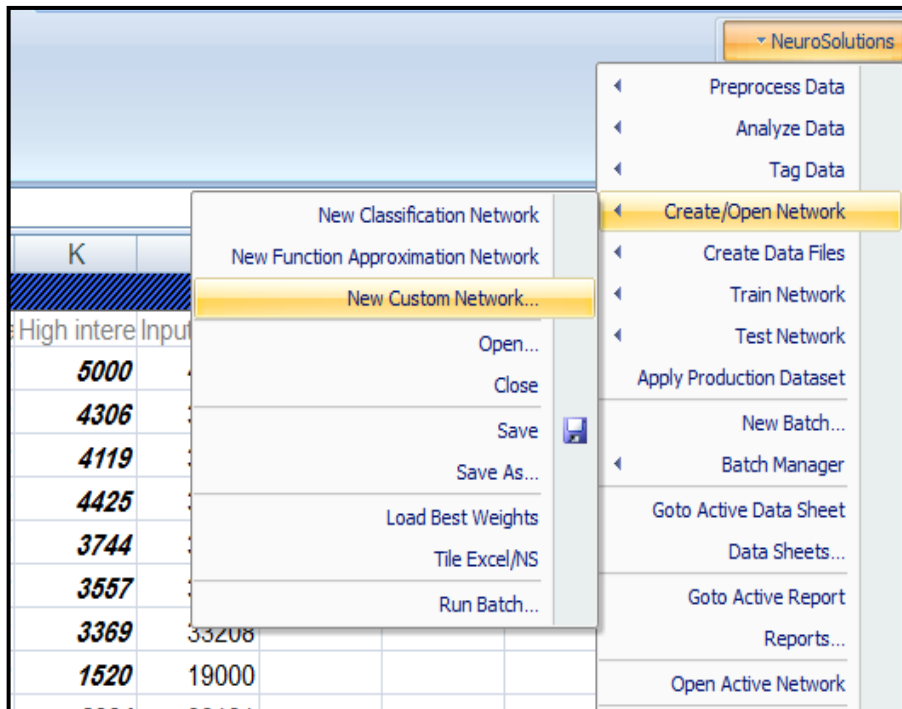 NeuroSolutions
Preprocess Data
Analyze Data
Tag Data
Create/Open Network
Create Data Files
Train Network
Test Network
Apply Production Dataset
New Batch...
Batch Manager
Goto Active Data Sheet
Data Sheets...
Goto Active Report
Reports...
Open Active Network
New Classification Network
New Function Approximation Network
New Custom Network...
Open...
Close
Save
Save As...
Load Best Weights
Tile Excel/NS
Run Batch...
K
High intere Input
5000
4306
4119
4425
3744
3557
3369 33208
1520 19000